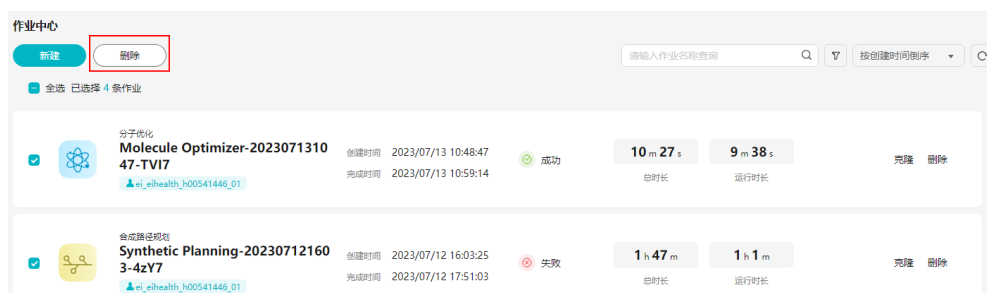 作业中心
新建 删除 请输入作业名称查询 按创建时间倒序
全选 已选择 4 条作业
分子优化
Molecule Optimizer-2023071310
47-TVI7
ei_eihealth_h00541446_01
创建时间 2023/07/13 10:48:47
完成时间 2023/07/13 10:59:14
成功
10 m 27 s 9 m 38 s
总时长 运行时长
克隆 删除
合成路径规划
Synthetic Planning-20230712160
3-4zY7
ei_eihealth_h00541446_01
创建时间 2023/07/12 16:03:25
完成时间 2023/07/12 17:51:03
失败
1 h 47 m 1 h 1 m
总时长 运行时长
克隆 删除